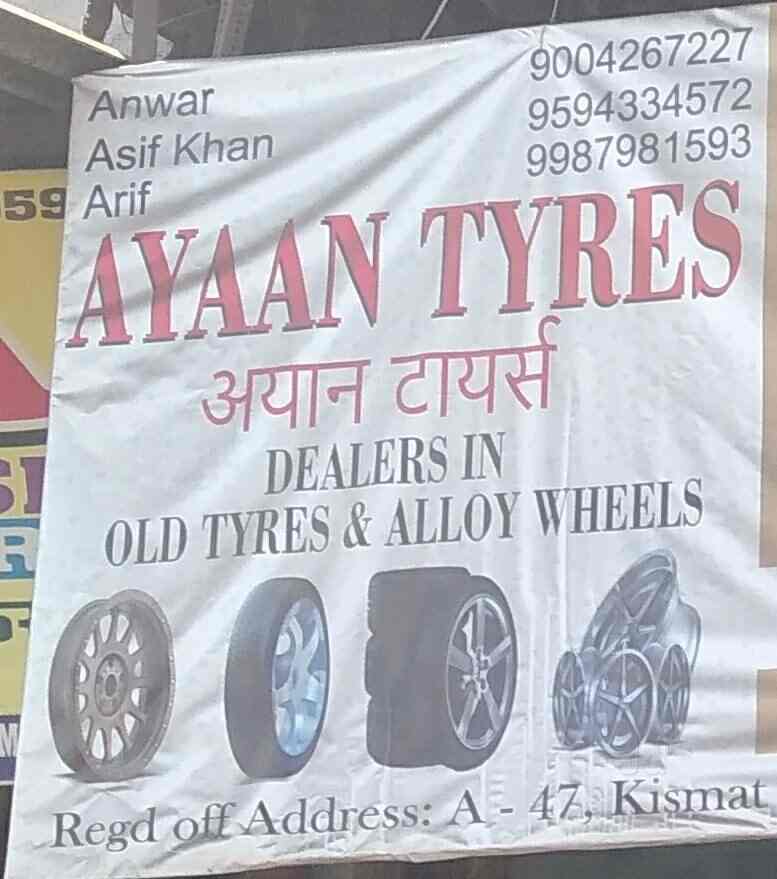 Anwar 9004267227
Asif Khan 9594334572
Arif 9987981593
AYAAN TYRES
अयान टायर्स
DEALERS IN
OLD TYRES & ALLOY WHEELS
Regd off Address: A - 47, Kismat
59